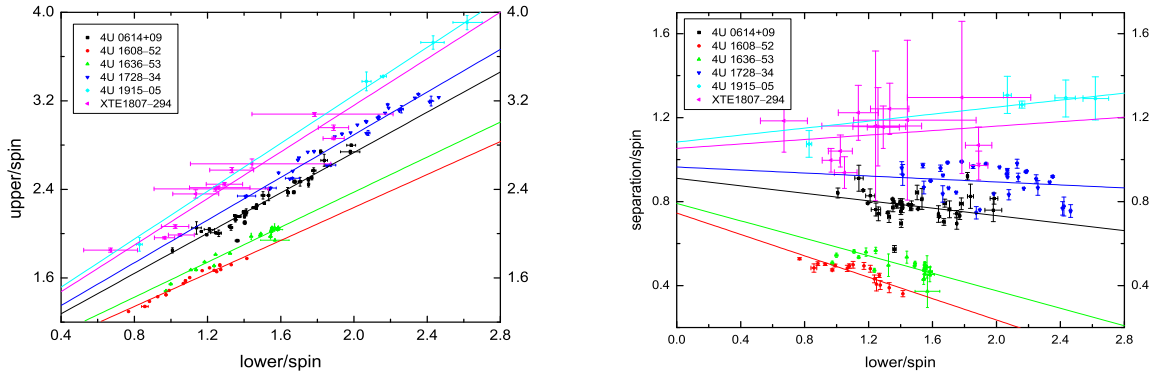 4U 0614+09
4U 1608–52
4U 1636–53
4U 1728–34
4U 1915–05
XTE1807–294
upper/spin
4.0
3.2
2.4
1.6
4.0
3.2
2.4
1.6
0.4 0.8 1.2 1.6 2.0 2.4 2.8
lower/spin
4U 0614+09
4U 1608–52
4U 1636–53
4U 1728–34
4U 1915–05
XTE1807–294
separation/spin
1.6
1.2
0.8
0.4
1.6
1.2
0.8
0.4
0.0 0.4 0.8 1.2 1.6 2.0 2.4 2.8
lower/spin